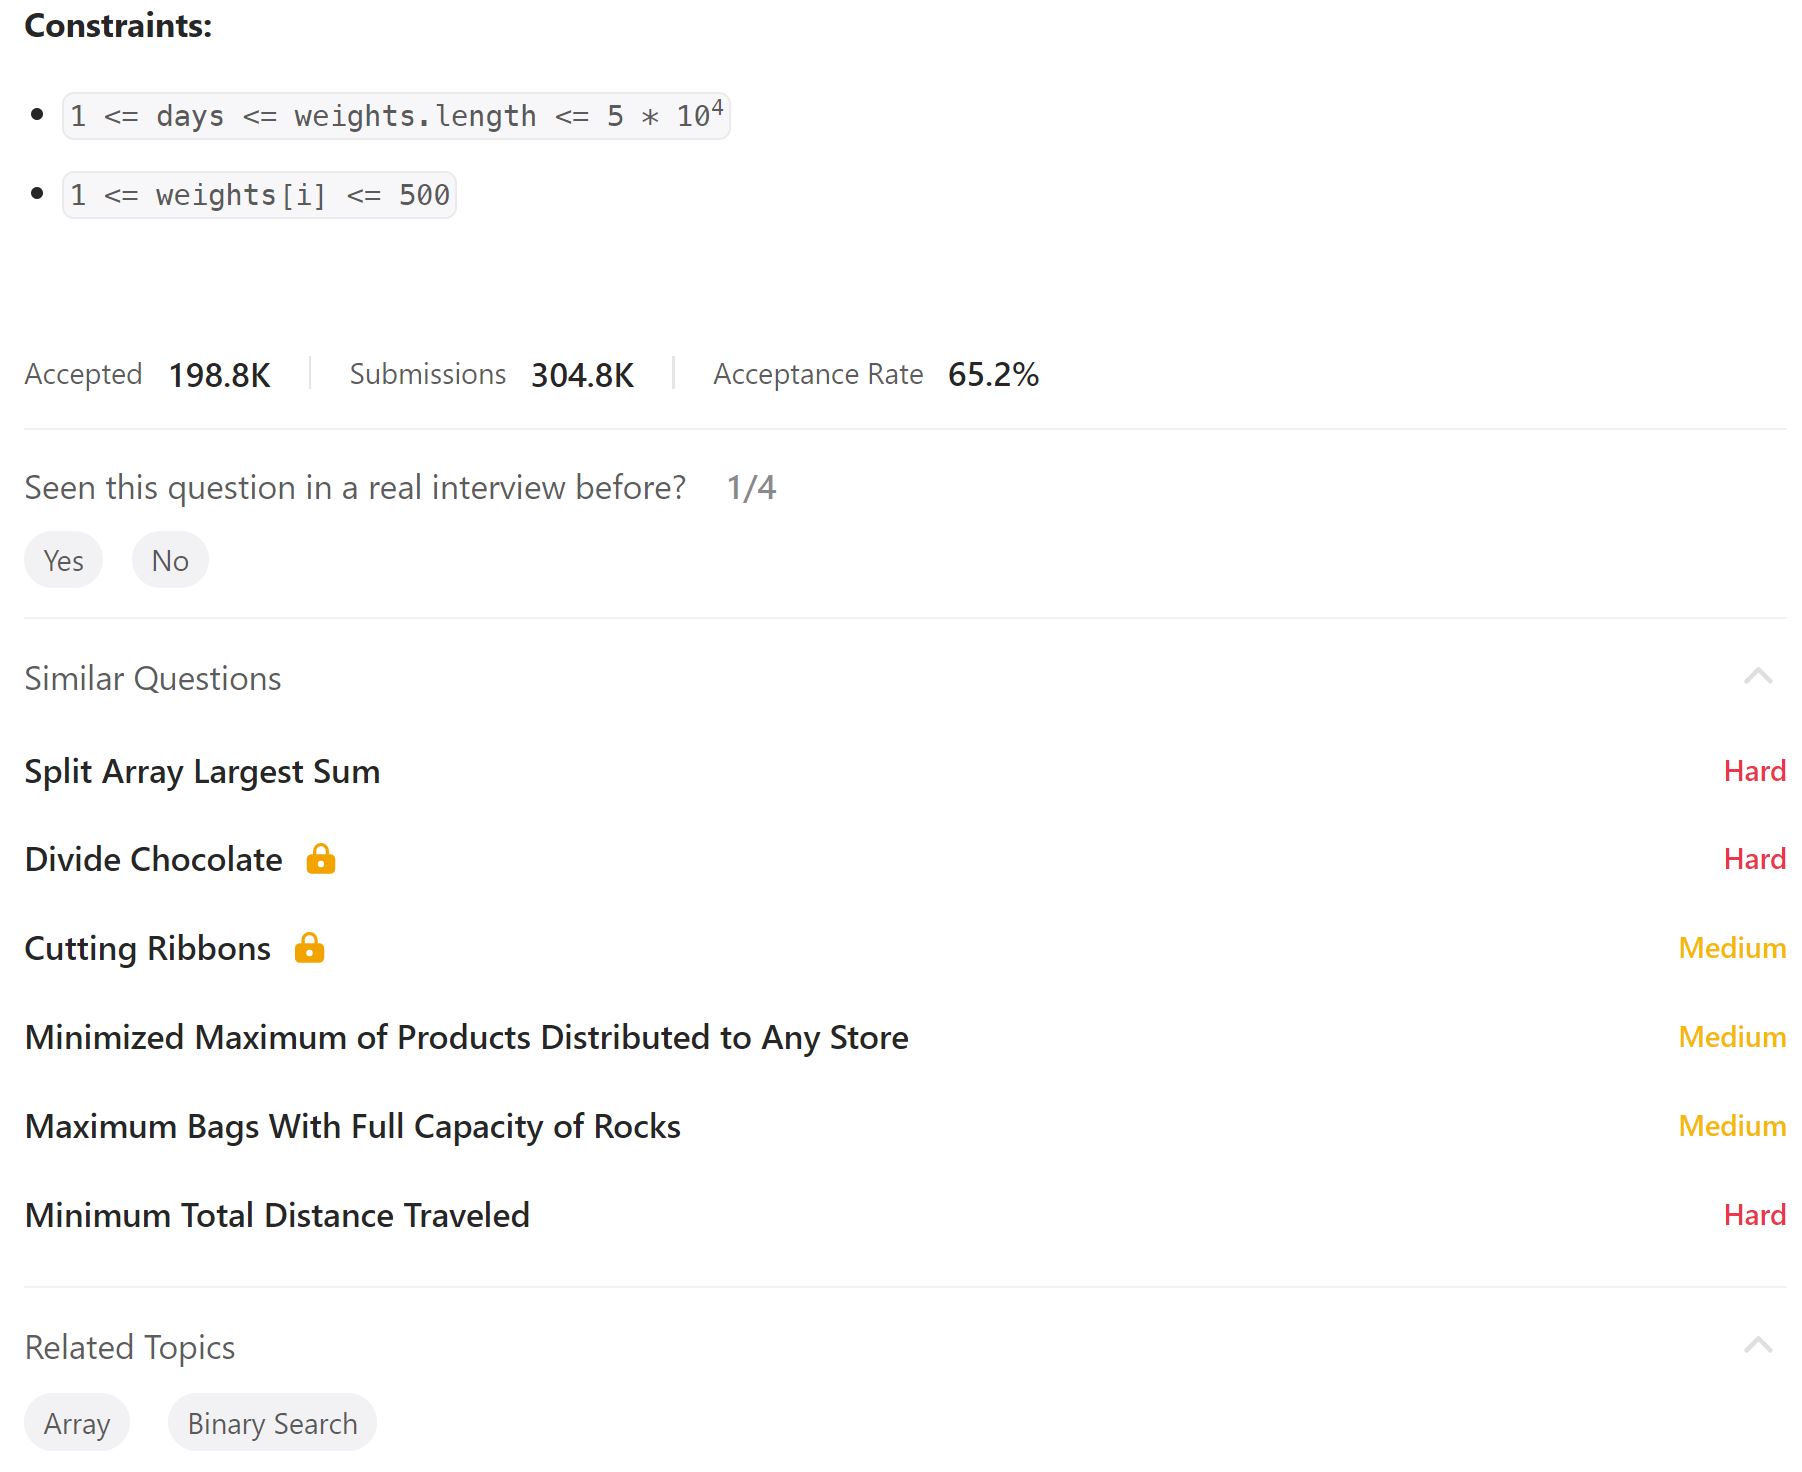 Constraints:
1 <= days <= weights.length <= 5 * 10⁴
1 <= weights[i] <= 500
Accepted 198.8K Submissions 304.8K Acceptance Rate 65.2%
Seen this question in a real interview before? 1/4
Yes No
Similar Questions
Split Array Largest Sum Hard
Divide Chocolate Hard
Cutting Ribbons Medium
Minimized Maximum of Products Distributed to Any Store Medium
Maximum Bags With Full Capacity of Rocks Medium
Minimum Total Distance Traveled Hard
Related Topics
Array Binary Search